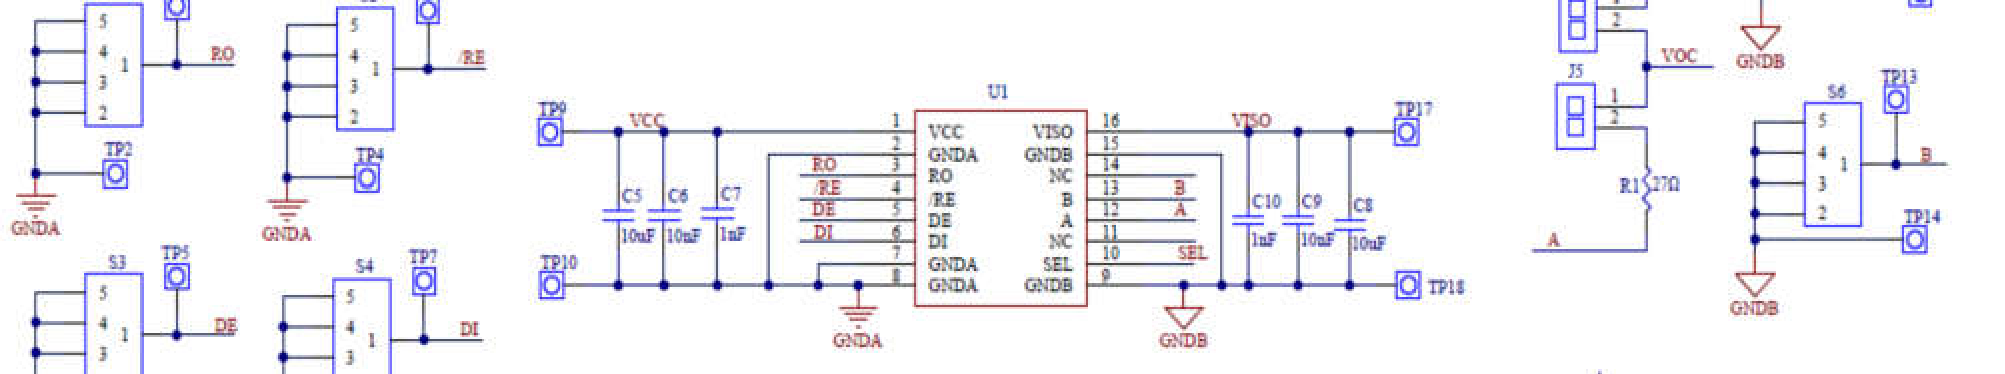 5
4
3
2
1
RO
TP2
GNDA
5
4
3
2
1
/RE
TP4
GNDA
S3
TP5
5
4
3
1
DE
S4
TP7
5
4
3
1
DI
TP9
VCC
TP10
C5
10uF
C6
10nF
C7
1nF
RO
/RE
DE
DI
GNDA
U1
1 VCC
2 GNDA
3 RO
4 /RE
5 DE
6 DI
7 GNDA
8 GNDA
VISO 16
GNDB 15
NC 14
B 13
A 12
NC 11
SEL 10
GNDB 9
VISO
B
A
SEL
GNDB
C10
1nF
C9
10nF
C8
10uF
TP17
TP18
2
VOC
J5
1
2
R1 27Ω
A
GNDB
S6
TP13
5
4
3
2
1
B
TP14
GNDB